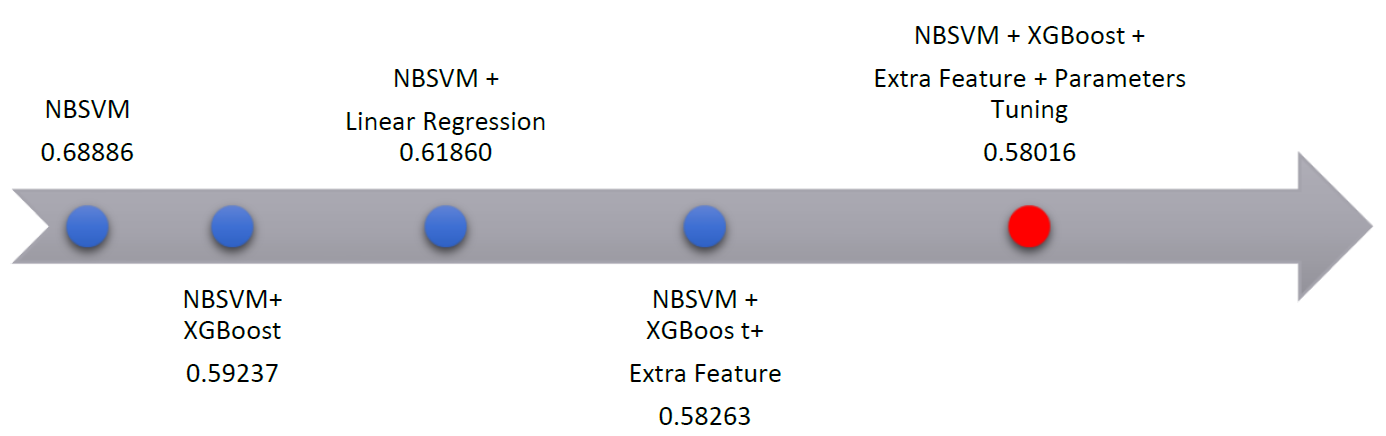 NBSVM
0.68886
NBSVM+
XGBoost
0.59237
NBSVM +
Linear Regression
0.61860
NBSVM +
XGBoos t+
Extra Feature
0.58263
NBSVM + XGBoost +
Extra Feature + Parameters
Tuning
0.58016